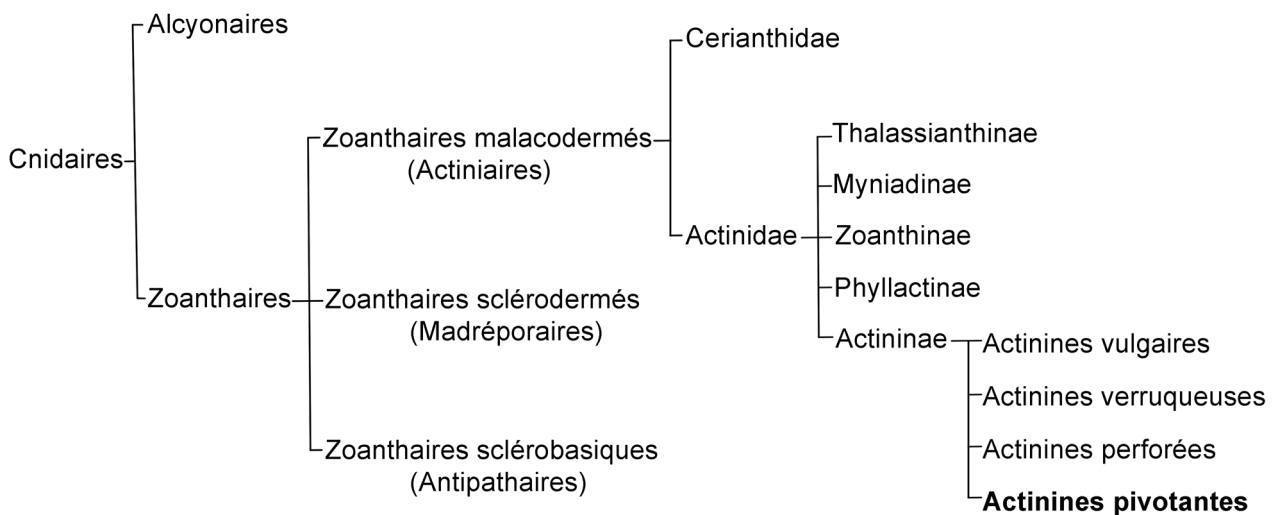 Cnidaires
Alcyonaires
Zoanthaires
Zoanthaires malacodermés
(Actiniaires)
Zoanthaires sclérodermés
(Madréporaires)
Zoanthaires sclérobasiques
(Antipathaires)
Cerianthidae
Actinidae
Thalassianthinae
Myniadinae
Zoanthinae
Phyllactinae
Actininae
Actinines vulgaires
Actinines verruqueuses
Actinines perforées
Actinines pivotantes